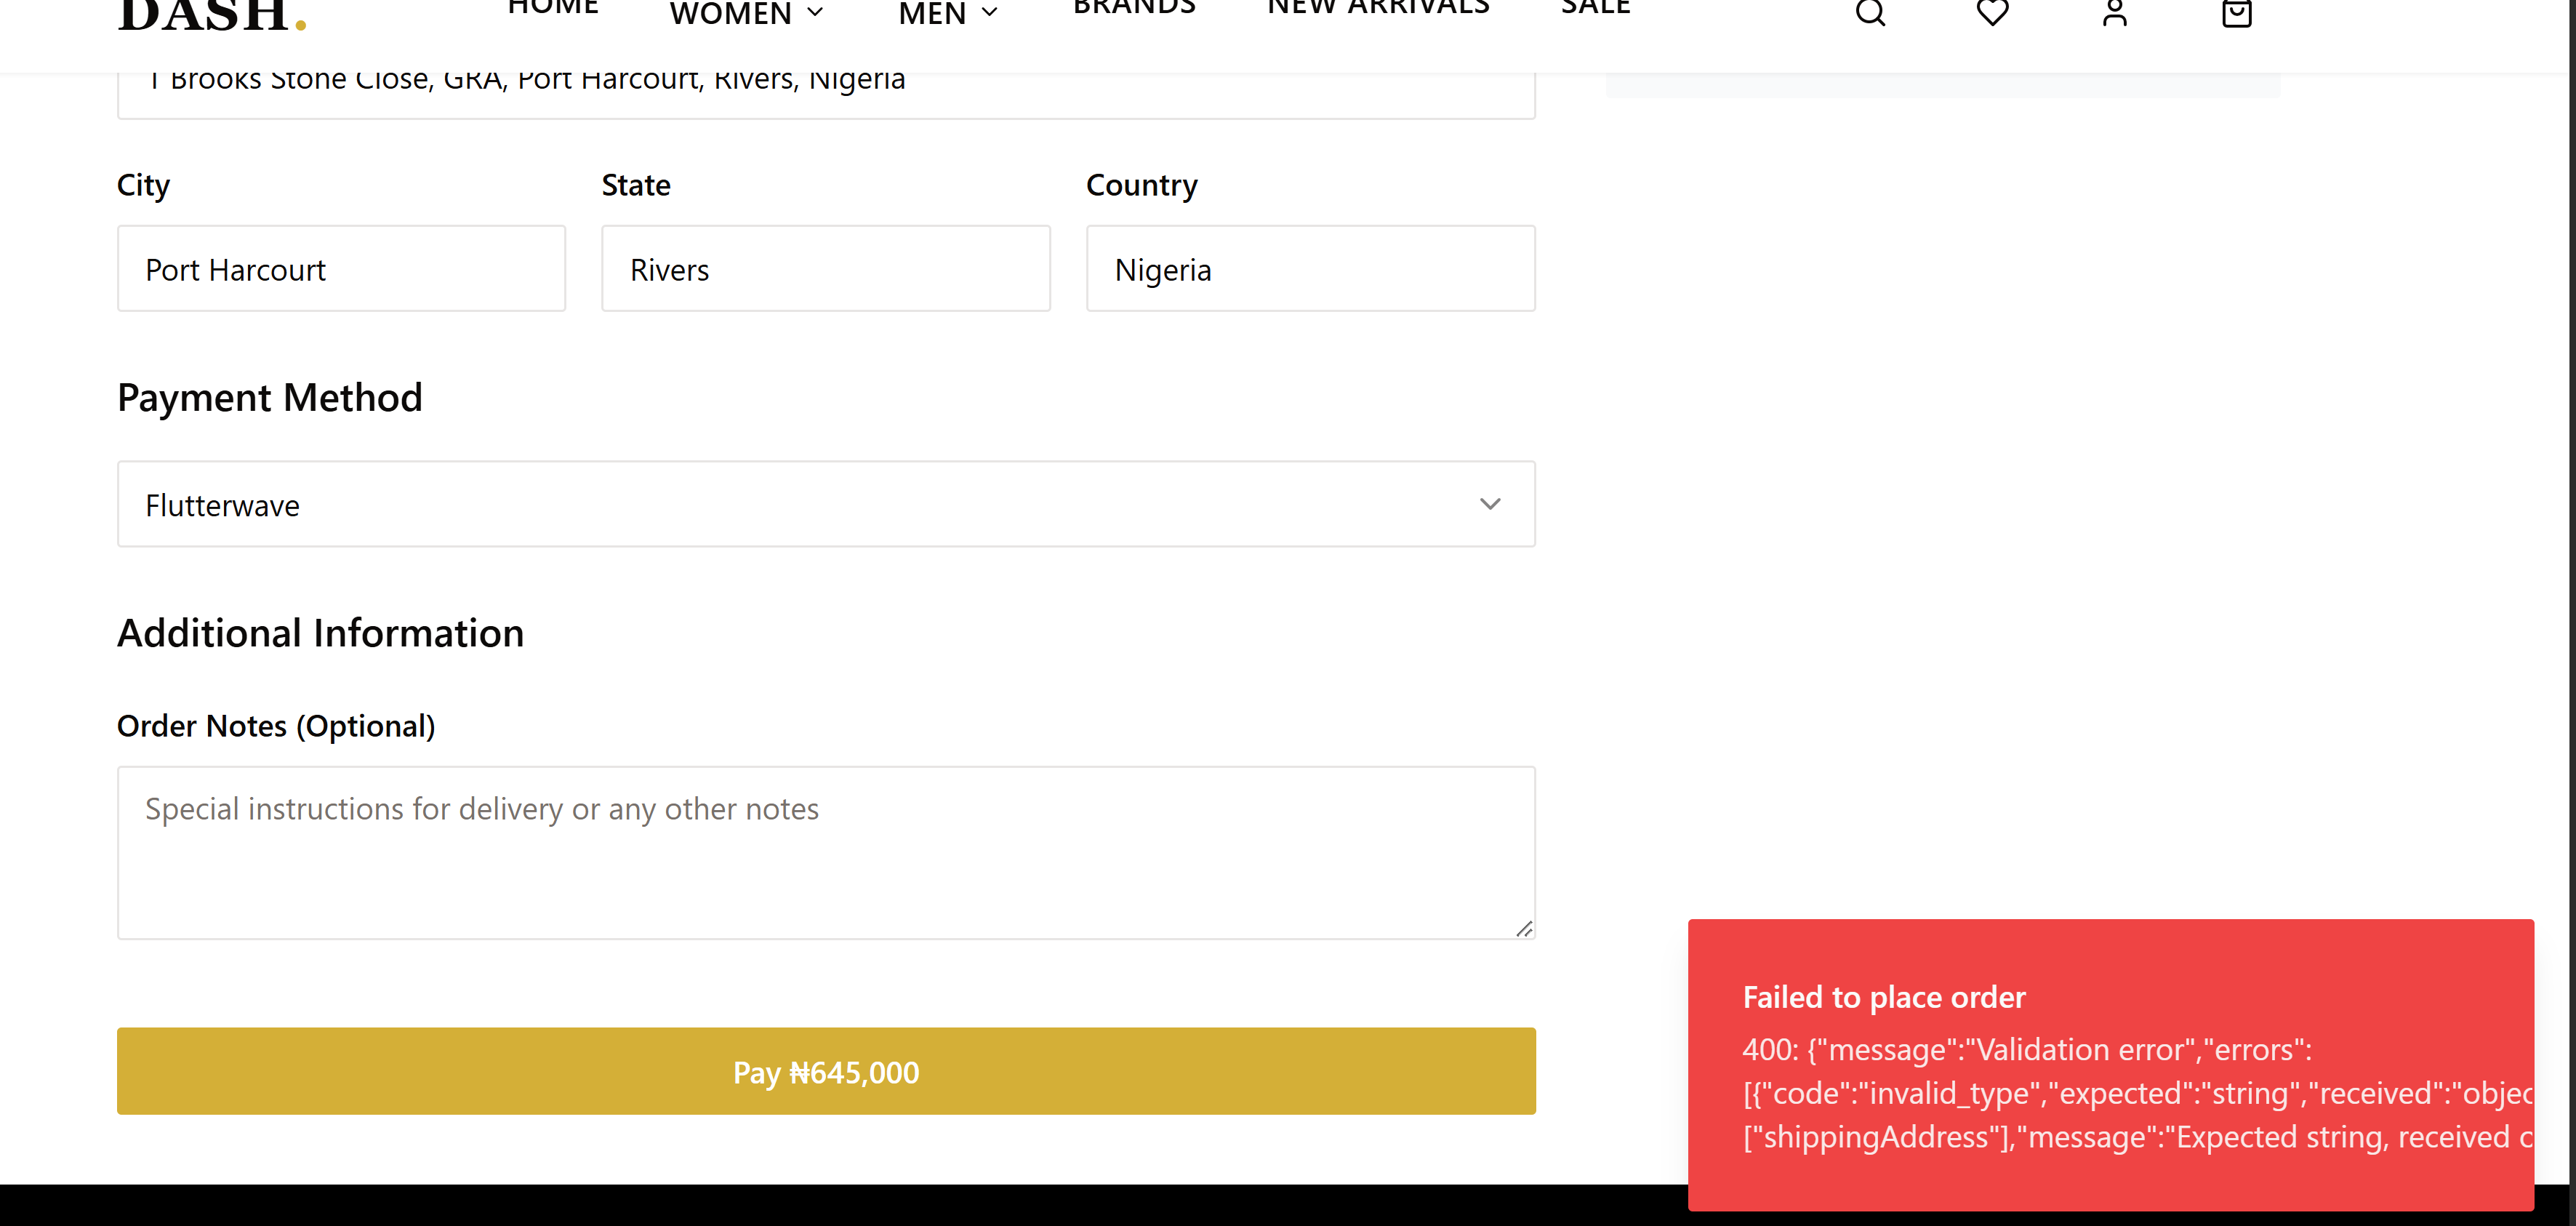 DASH.
HOME WOMEN MEN BRANDS NEW ARRIVALS SALE
1 Brooks Stone Close, GRA, Port Harcourt, Rivers, Nigeria
City State Country
Port Harcourt Rivers Nigeria
Payment Method
Flutterwave
Additional Information
Order Notes (Optional)
Special instructions for delivery or any other notes
Pay ₦645,000
Failed to place order
400: {"message":"Validation error","errors":
[{"code":"invalid_type","expected":"string","received":"objec
["shippingAddress"],"message":"Expected string, received